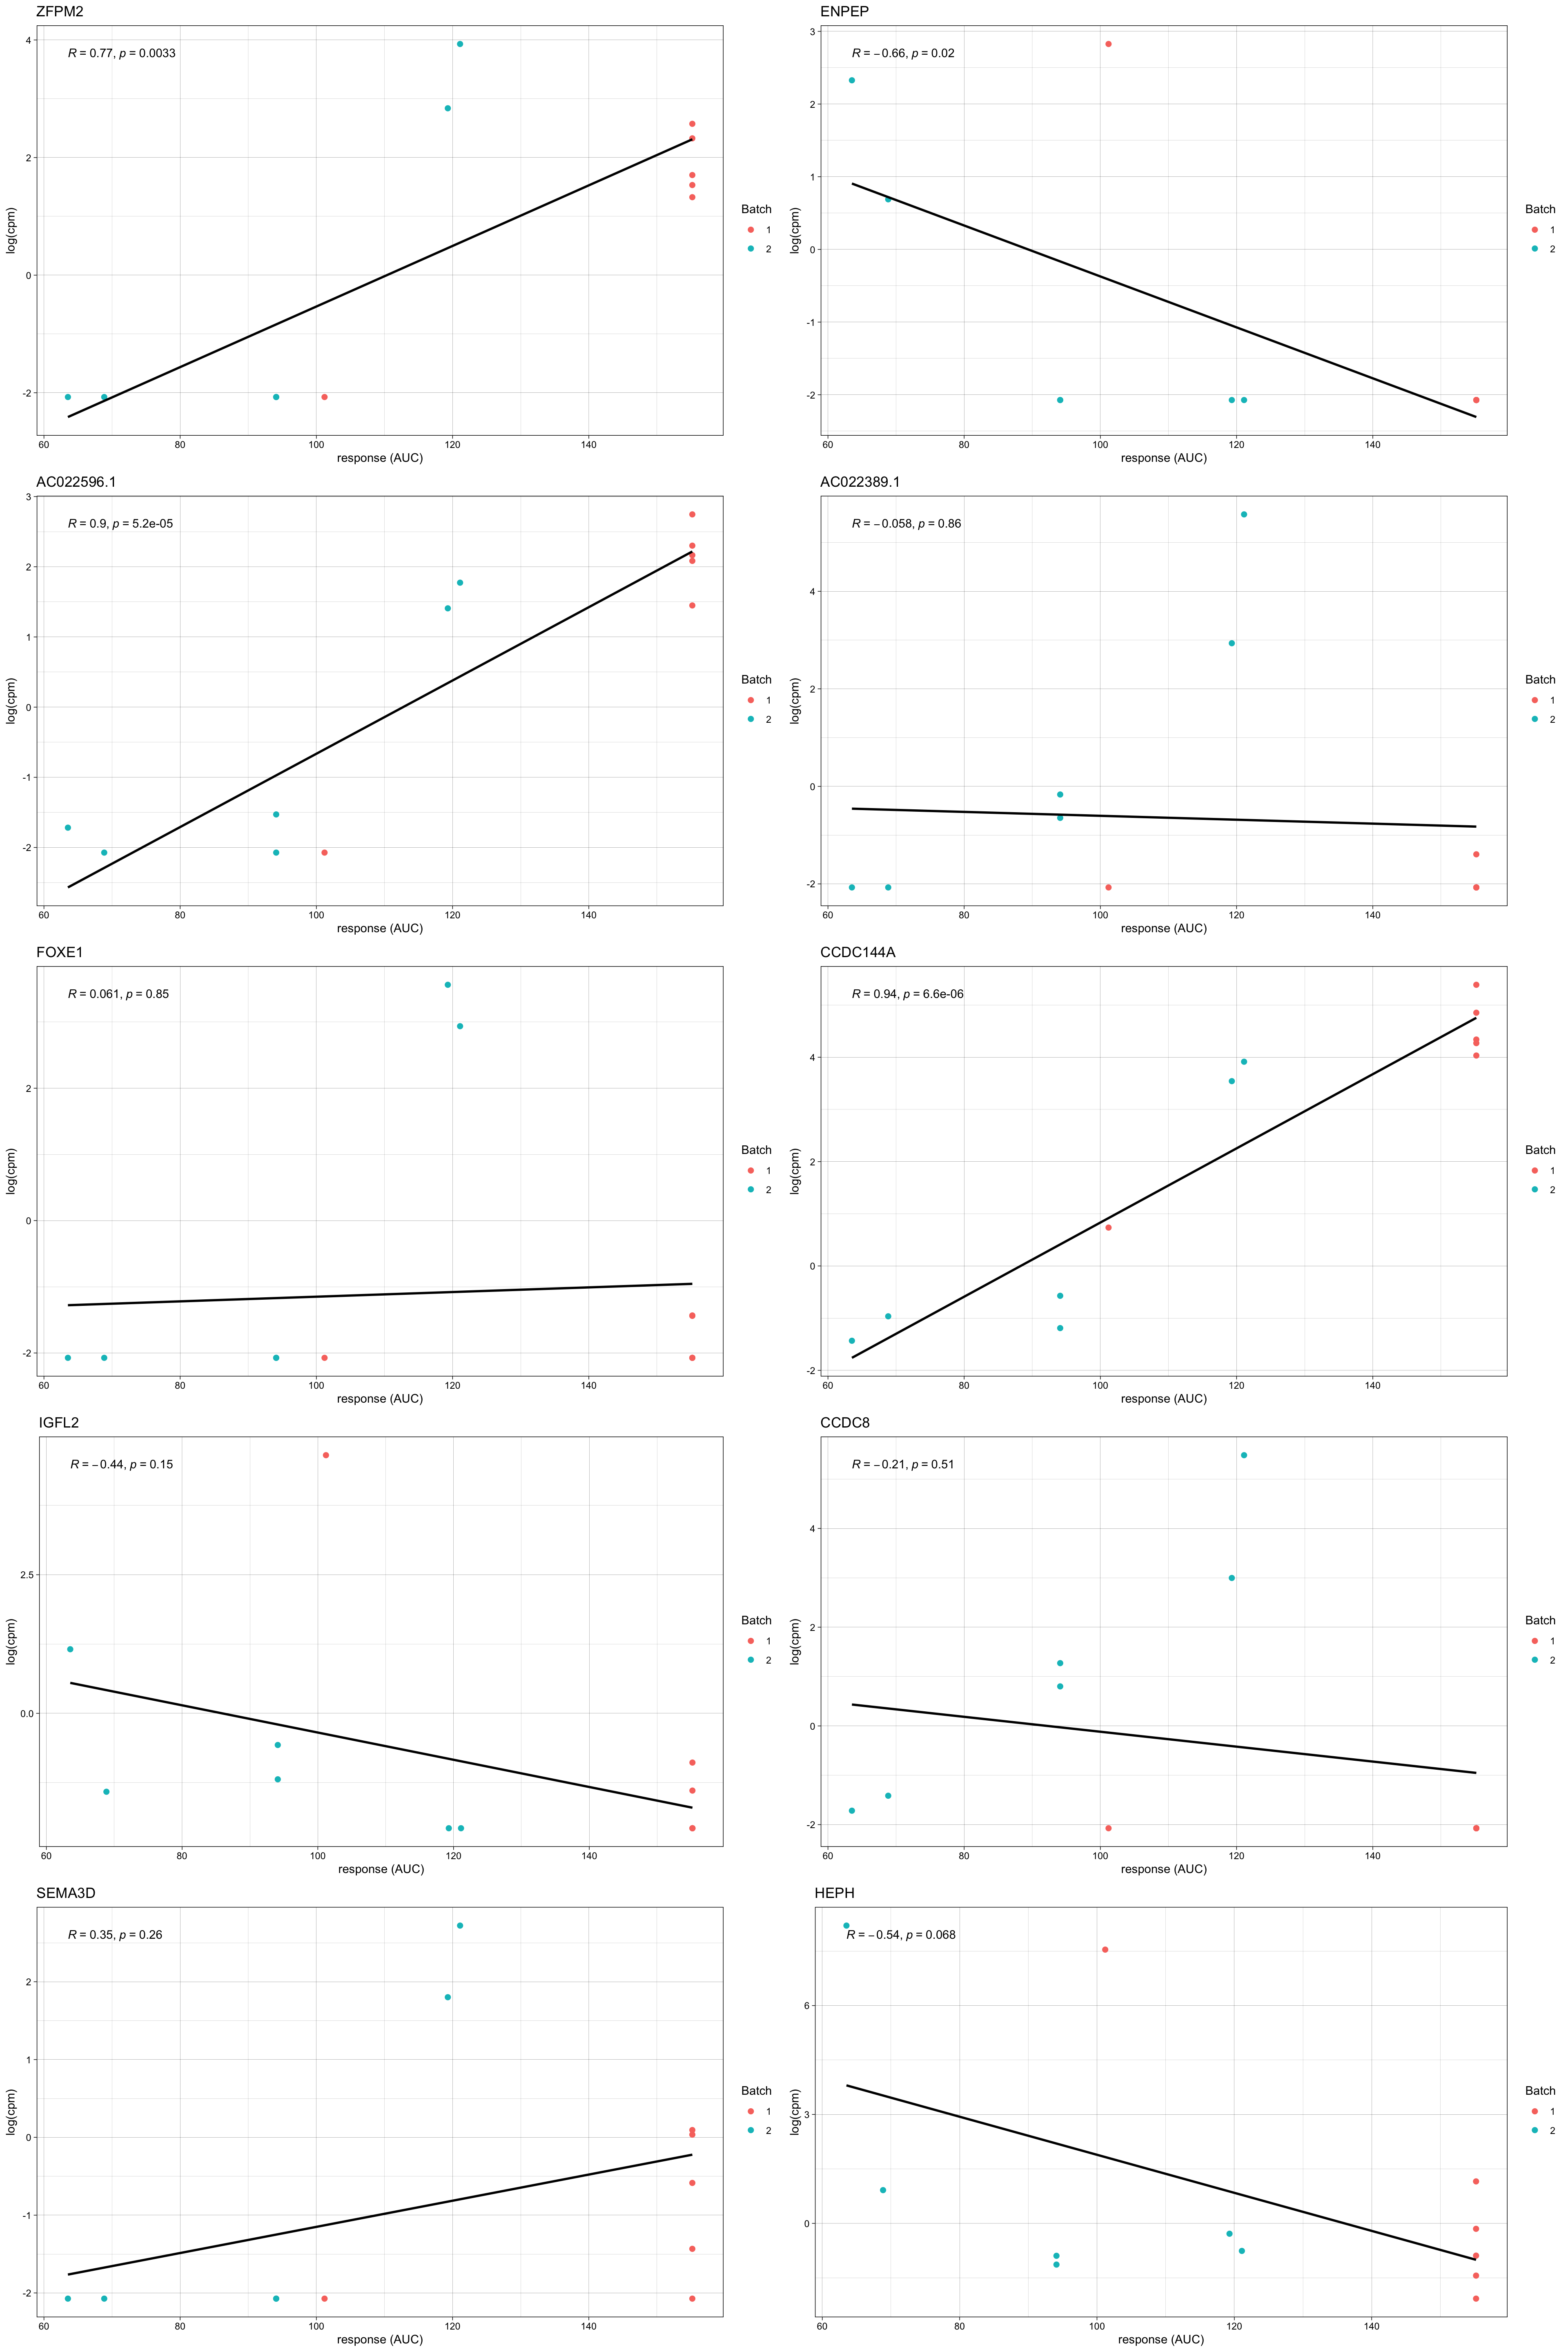 ZFPM2
R = 0.77, p = 0.0033
4
2
0
-2
log(cpm)
60 80 100 120 140
response (AUC)
Batch
1
2
ENPEP
R = −0.66, p = 0.02
3
2
1
0
-1
-2
log(cpm)
60 80 100 120 140
response (AUC)
Batch
1
2
AC022596.1
R = 0.9, p = 5.2e-05
3
2
1
0
-1
-2
log(cpm)
60 80 100 120 140
response (AUC)
Batch
1
2
AC022389.1
R = −0.058, p = 0.86
4
2
0
-2
log(cpm)
60 80 100 120 140
response (AUC)
Batch
1
2
FOXE1
R = 0.061, p = 0.85
2
0
-2
log(cpm)
60 80 100 120 140
response (AUC)
Batch
1
2
CCDC144A
R = 0.94, p = 6.6e-06
4
2
0
-2
log(cpm)
60 80 100 120 140
response (AUC)
Batch
1
2
IGFL2
R = −0.44, p = 0.15
2.5
0.0
log(cpm)
60 80 100 120 140
response (AUC)
Batch
1
2
CCDC8
R = −0.21, p = 0.51
4
2
0
-2
log(cpm)
60 80 100 120 140
response (AUC)
Batch
1
2
SEMA3D
R = 0.35, p = 0.26
2
1
0
-1
-2
log(cpm)
60 80 100 120 140
response (AUC)
Batch
1
2
HEPH
R = −0.54, p = 0.068
6
3
0
log(cpm)
60 80 100 120 140
response (AUC)
Batch
1
2